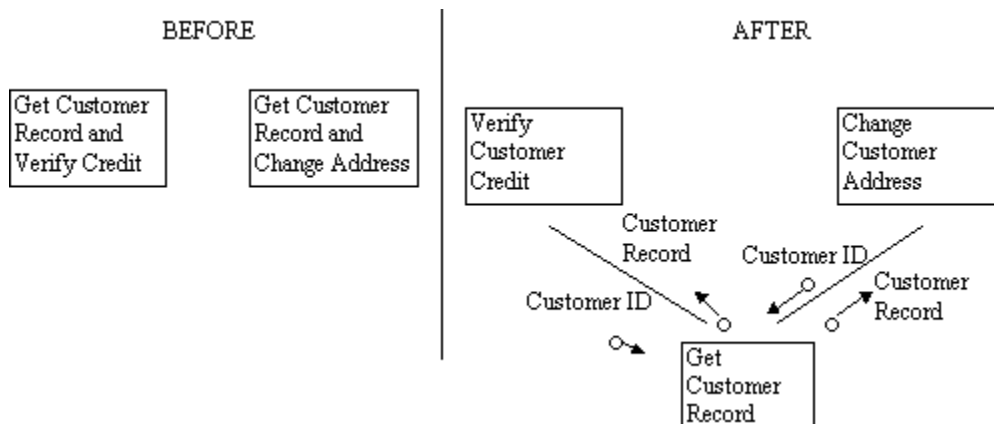 BEFORE
AFTER
Get Customer
Record and
Verify Credit
Get Customer
Record and
Change Address
Verify
Customer
Credit
Change
Customer
Address
Customer
Record
Customer ID
Customer ID
Customer
Record
Get
Customer
Record